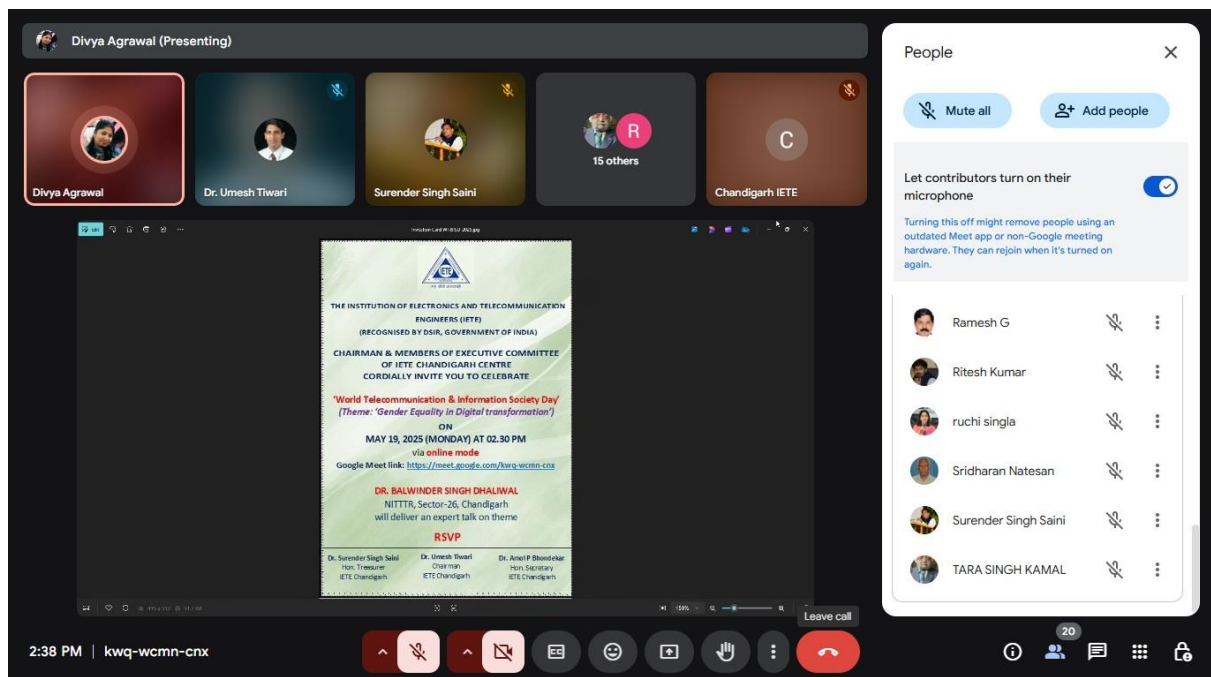 Divya Agrawal (Presenting)
Divya Agrawal
Dr. Umesh Tiwari
Surender Singh Saini
R
15 others
C
Chandigarh IETE
Invitation Card WTISD 2025.jpg
IETE
THE INSTITUTION OF ELECTRONICS AND TELECOMMUNICATION
ENGINEERS (IETE)
(RECOGNISED BY DSIR, GOVERNMENT OF INDIA)
CHAIRMAN & MEMBERS OF EXECUTIVE COMMITTEE
OF IETE CHANDIGARH CENTRE
CORDIALLY INVITE YOU TO CELEBRATE
'World Telecommunication & Information Society Day'
(Theme: 'Gender Equality in Digital transformation')
ON
MAY 19, 2025 (MONDAY) AT 02.30 PM
via online mode
Google Meet link: https://meet.google.com/kwq-wcmn-cnx
DR. BALWINDER SINGH DHALIWAL
NITTTR, Sector-26, Chandigarh
will deliver an expert talk on theme
RSVP
Dr. Surender Singh Saini
Hon. Treasurer
IETE Chandigarh
Dr. Umesh Tiwari
Chairman
IETE Chandigarh
Dr. Amol P Bhondekar
Hon. Secretary
IETE Chandigarh
150%
Leave call
2:38 PM | kwq-wcmn-cnx
CC
People
Mute all
Add people
Let contributors turn on their
microphone
Turning this off might remove people using an
outdated Meet app or non-Google meeting
hardware. They can rejoin when it's turned on
again.
Ramesh G
Ritesh Kumar
ruchi singla
Sridharan Natesan
Surender Singh Saini
TARA SINGH KAMAL
20